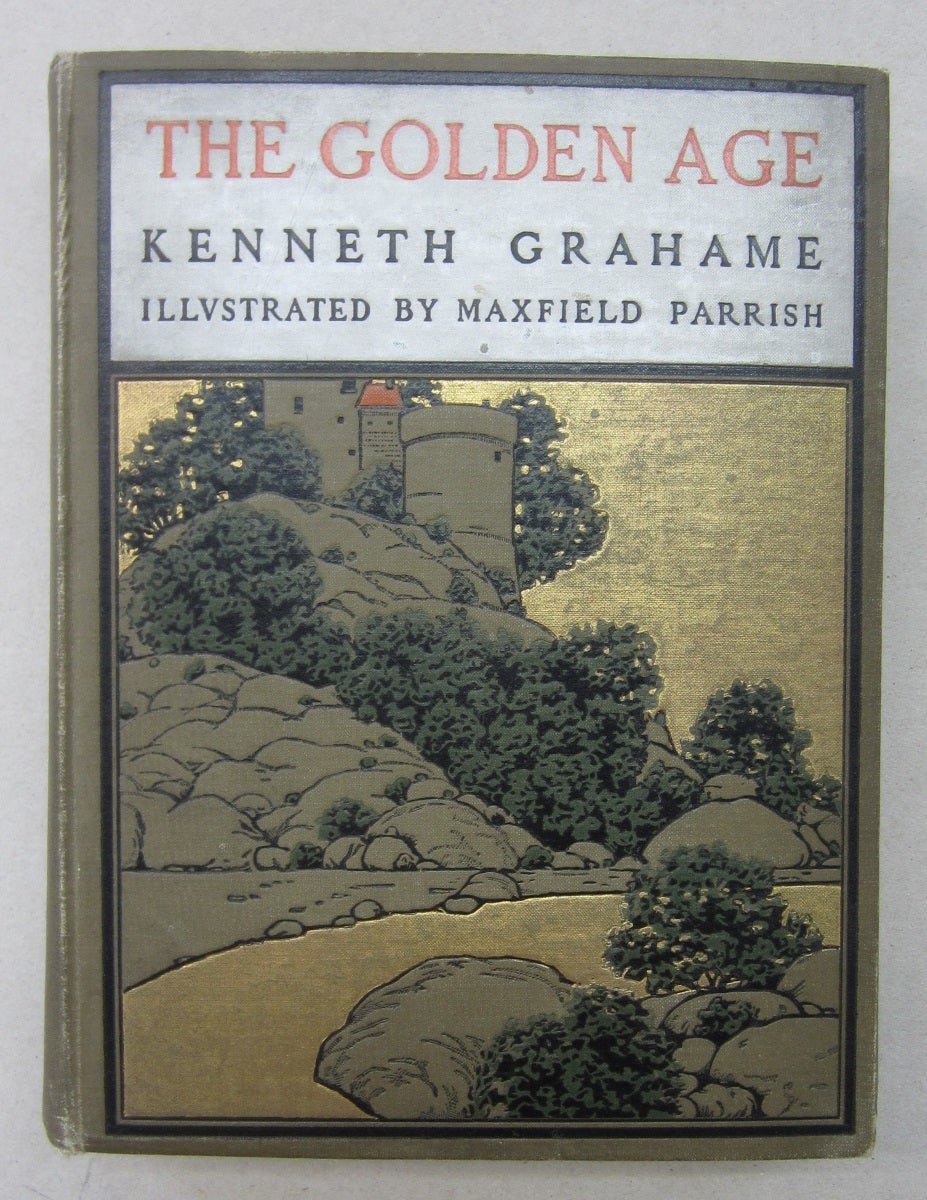 THE GOLDEN AGE
KENNETH GRAHAME
ILLVSTRATED BY MAXFIELD PARRISH